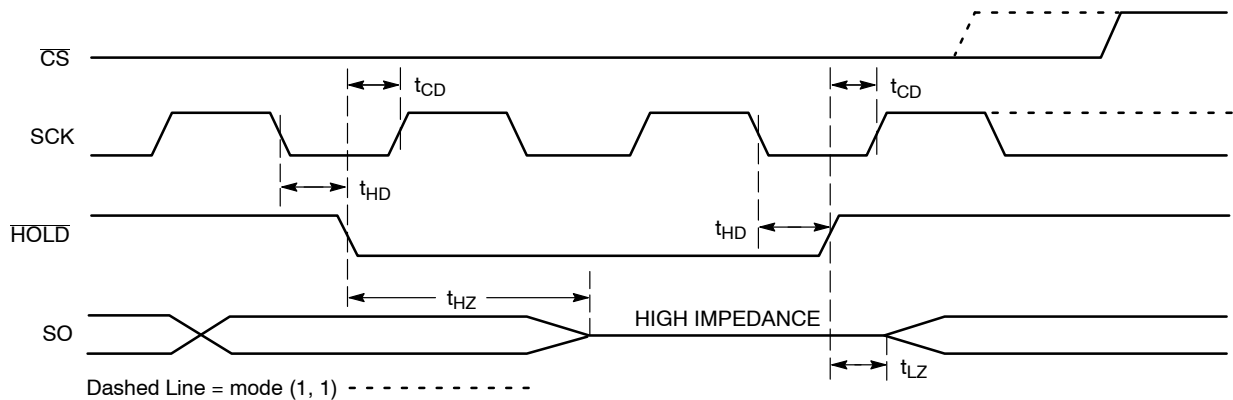 CS
tCD
tCD
SCK
tHD
HOLD
tHD
tHZ
HIGH IMPEDANCE
SO
tLZ
Dashed Line = mode (1, 1)